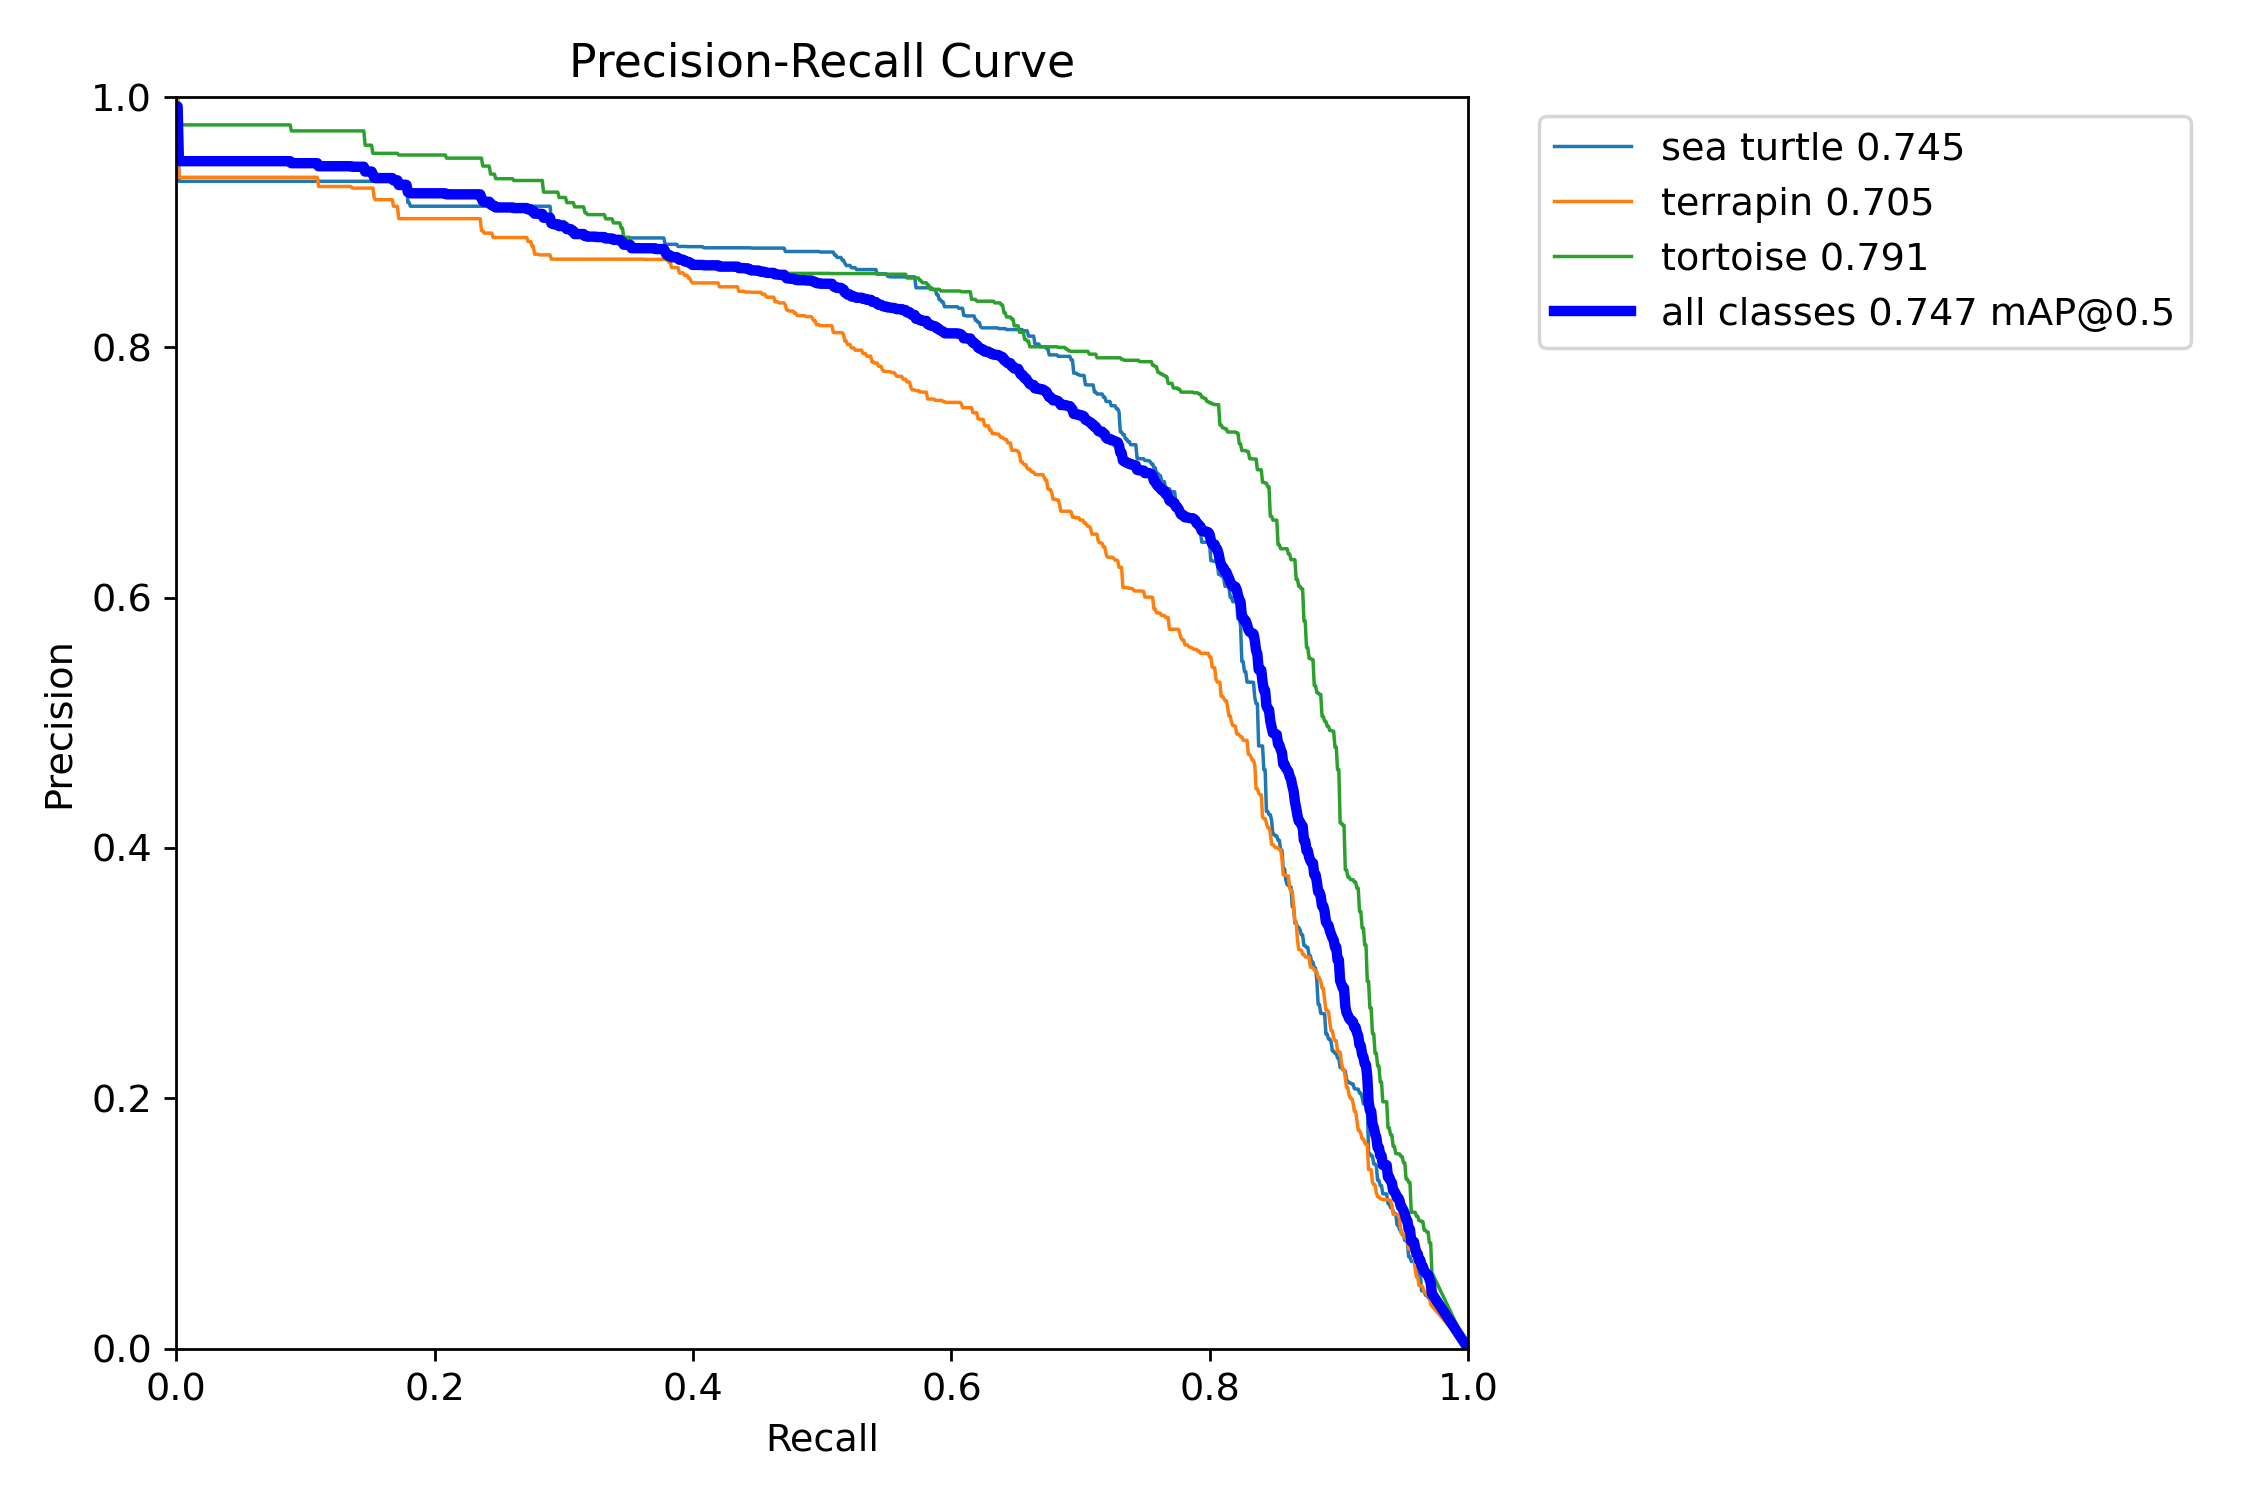 Precision-Recall Curve
1.0
0.8
0.6
0.4
0.2
0.0
Precision
0.0 0.2 0.4 0.6 0.8 1.0
Recall
sea turtle 0.745
terrapin 0.705
tortoise 0.791
all classes 0.747 mAP@0.5